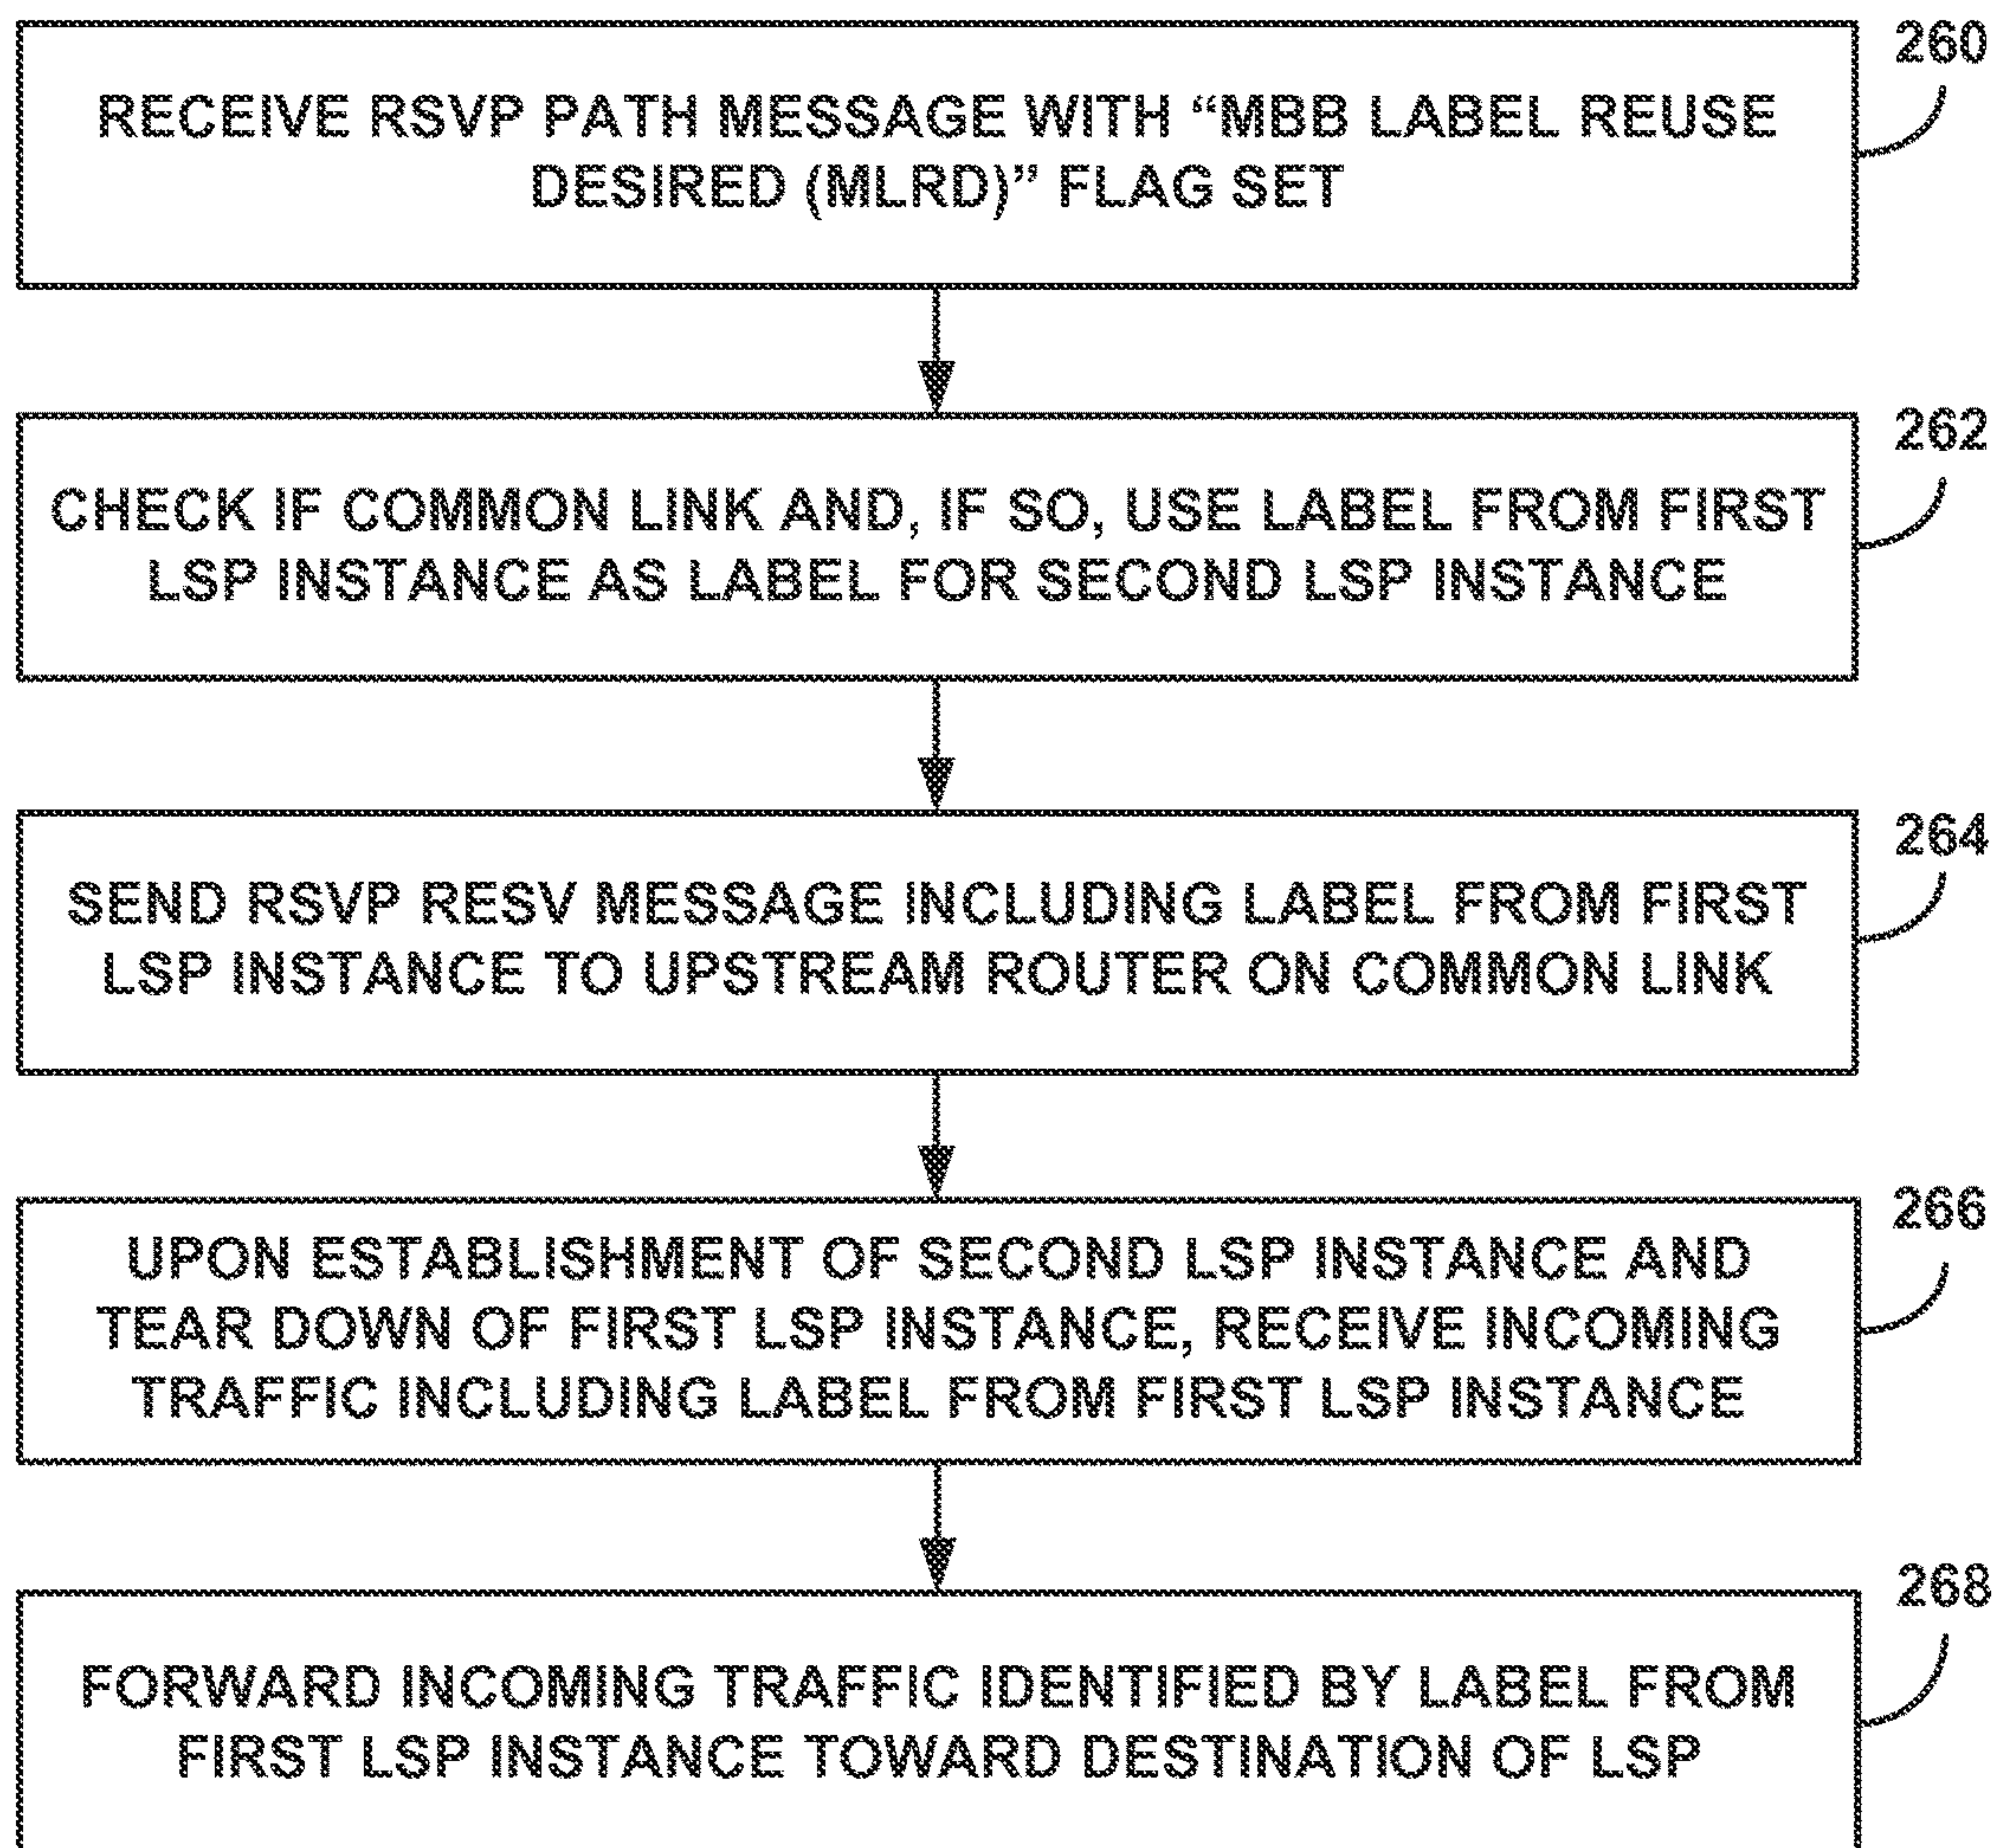 260
RECEIVE RSVP PATH MESSAGE WITH “MBB LABEL REUSE
DESIRED (MLRD)” FLAG SET
262
CHECK IF COMMON LINK AND, IF SO, USE LABEL FROM FIRST
LSP INSTANCE AS LABEL FOR SECOND LSP INSTANCE
264
SEND RSVP RESV MESSAGE INCLUDING LABEL FROM FIRST
LSP INSTANCE TO UPSTREAM ROUTER ON COMMON LINK
266
UPON ESTABLISHMENT OF SECOND LSP INSTANCE AND
TEAR DOWN OF FIRST LSP INSTANCE, RECEIVE INCOMING
TRAFFIC INCLUDING LABEL FROM FIRST LSP INSTANCE
268
FORWARD INCOMING TRAFFIC IDENTIFIED BY LABEL FROM
FIRST LSP INSTANCE TOWARD DESTINATION OF LSP